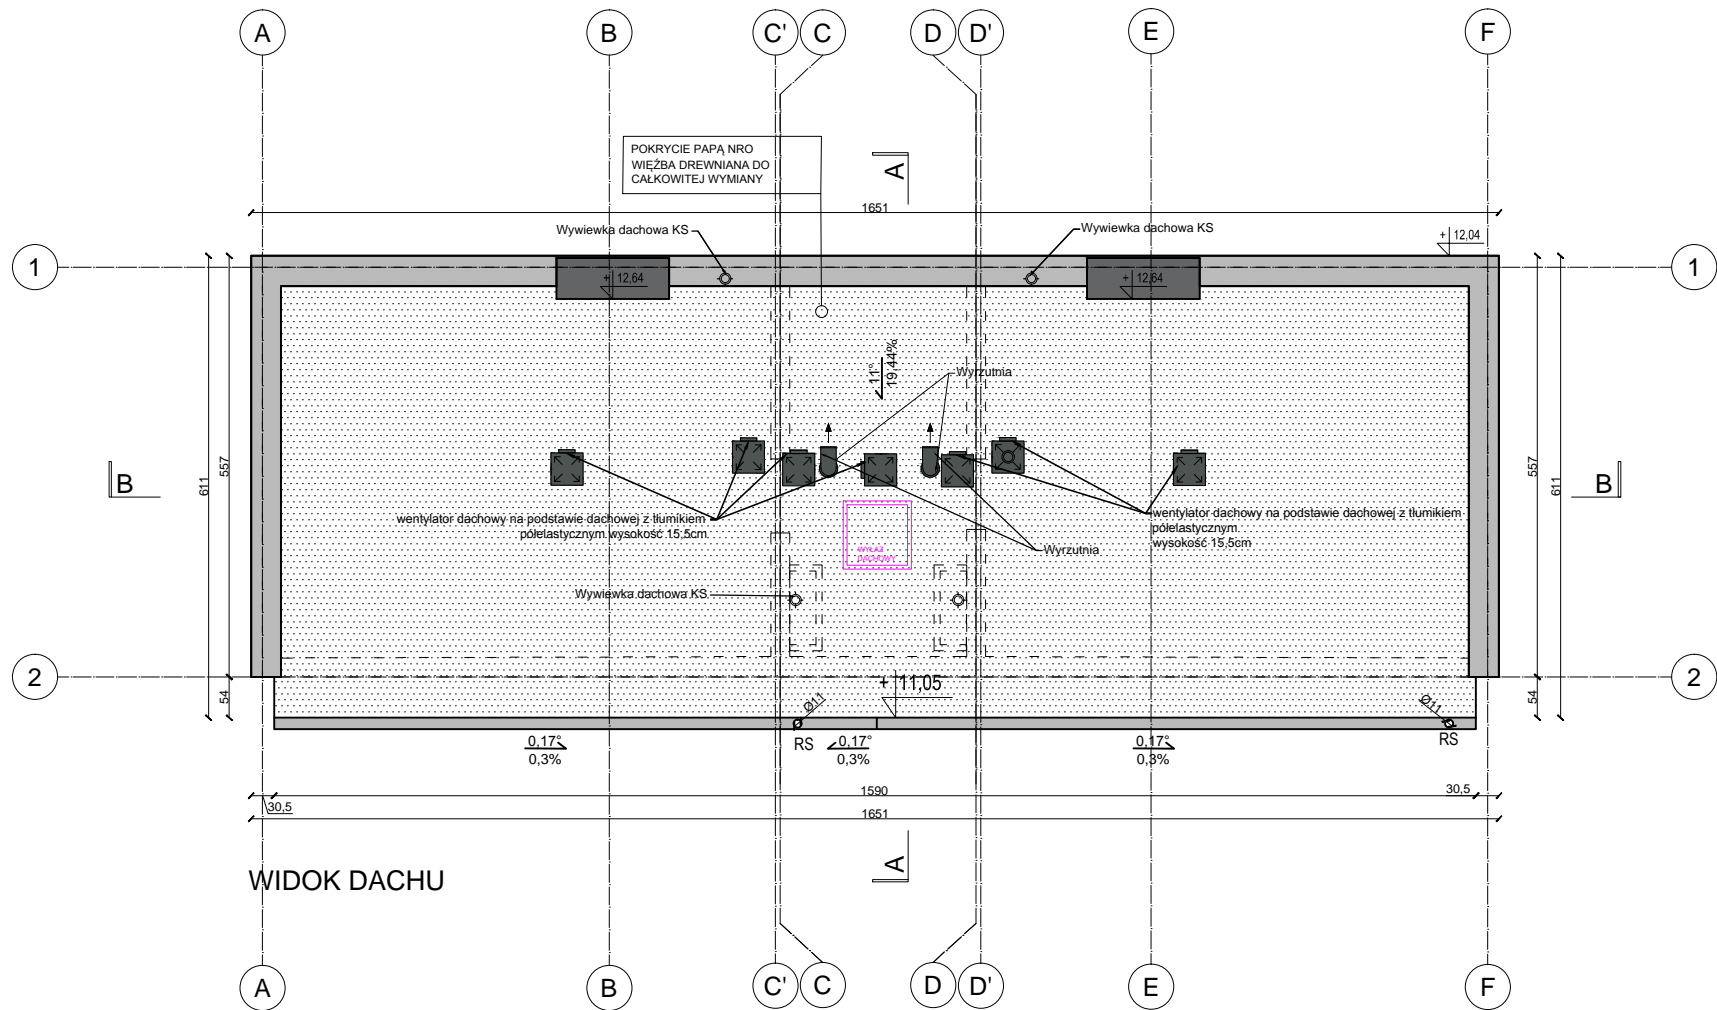 A
B
C'
C
D
D'
E
F
POKRYCIE PAPĄ NRO
WIĘŹBA DREWNIANA DO
CAŁKOWITEJ WYMIANY
A
1651
Wywiewka dachowa KS
Wywiewka dachowa KS
+ 12,04
1
1
+ 12,64
+ 12,64
11°
19,44%
Wyrzutnia
B
B
557
611
557
611
wentylator dachowy na podstawie dachowej z tłumikiem
półelastycznym wysokość 15,5cm
wentylator dachowy na podstawie dachowej z tłumikiem
półelastycznym
wysokość 15,5cm
WYŁAZ
DACHOWY
Wyrzutnia
Wywiewka dachowa KS
2
2
+ 11,05
54
54
Ø11
Ø11
RS
RS
0,17°
0,3%
0,17°
0,3%
0,17°
0,3%
30,5
1590
30,5
1651
A
WIDOK DACHU
A
B
C'
C
D
D'
E
F